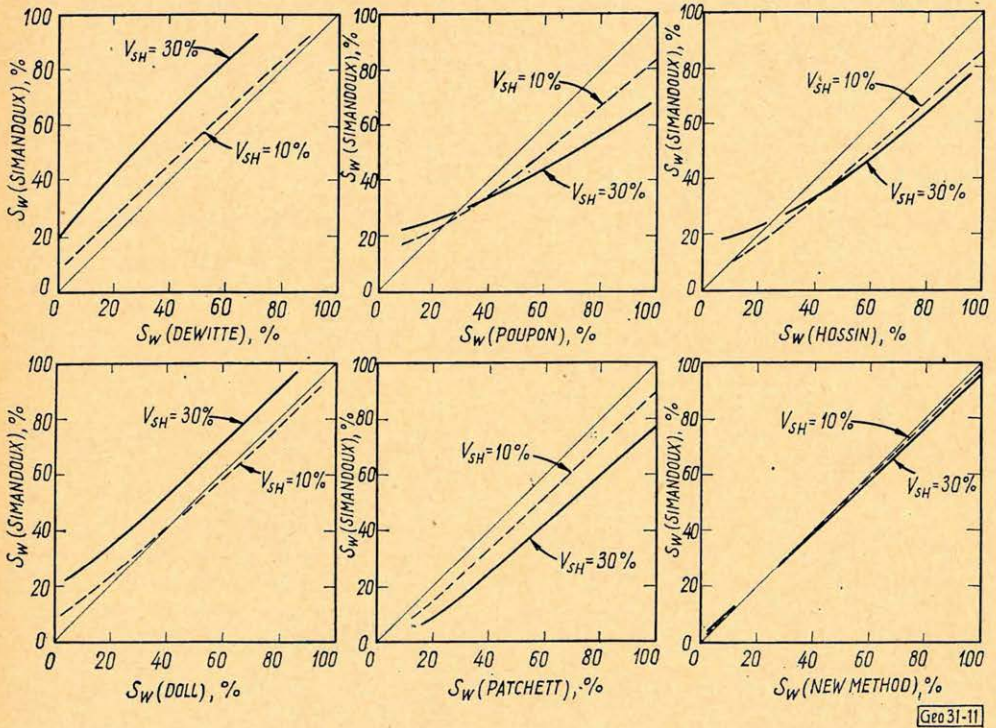 100
80
60
40
20
0
S_W (SIMANDOUX), %
V_SH = 30%
V_SH = 10%
0 20 40 60 80 100
S_W (DEWITTE), %
100
80
60
40
20
0
S_W (SIMANDOUX), %
V_SH = 10%
V_SH = 30%
20 40 60 80 100
S_W (POUPON), %
100
80
60
40
20
0
S_W (SIMANDOUX), %
V_SH = 10%
V_SH = 30%
0 20 40 60 80 100
S_W (HOSSIN), %
100
80
60
40
20
0
S_W (SIMANDOUX), %
V_SH = 30%
V_SH = 10%
0 20 40 60 80 100
S_W (DOLL), %
100
80
60
40
20
0
S_W (SIMANDOUX), %
V_SH = 10%
V_SH = 30%
0 20 40 60 80 100
S_W (PATCHETT), %
100
80
60
40
20
0
S_W (SIMANDOUX), %
V_SH = 10%
V_SH = 30%
0 20 40 60 80 100
S_W (NEW METHOD), %
Geo 31-11